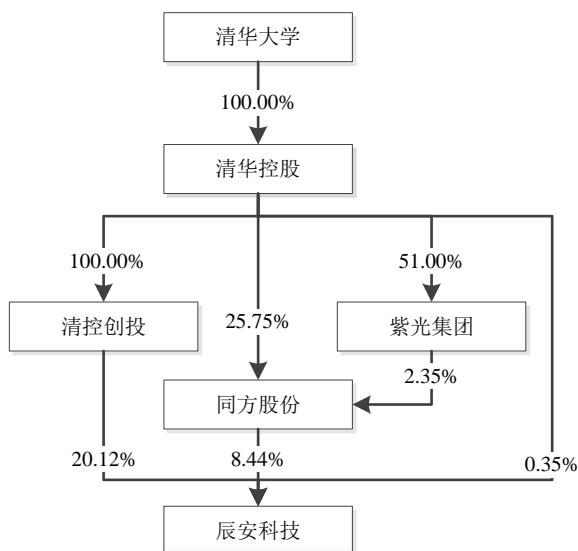 清华大学
100.00%
清华控股
100.00%
51.00%
清控创投
25.75%
紫光集团
2.35%
同方股份
20.12%
8.44%
0.35%
辰安科技